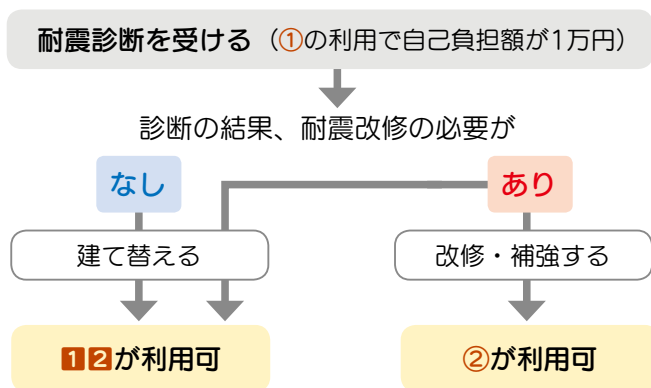 耐震診断を受ける（①の利用で自己負担額が1万円）
診断の結果、耐震改修の必要が
なし
あり
建て替える
改修・補強する
12が利用可
②が利用可